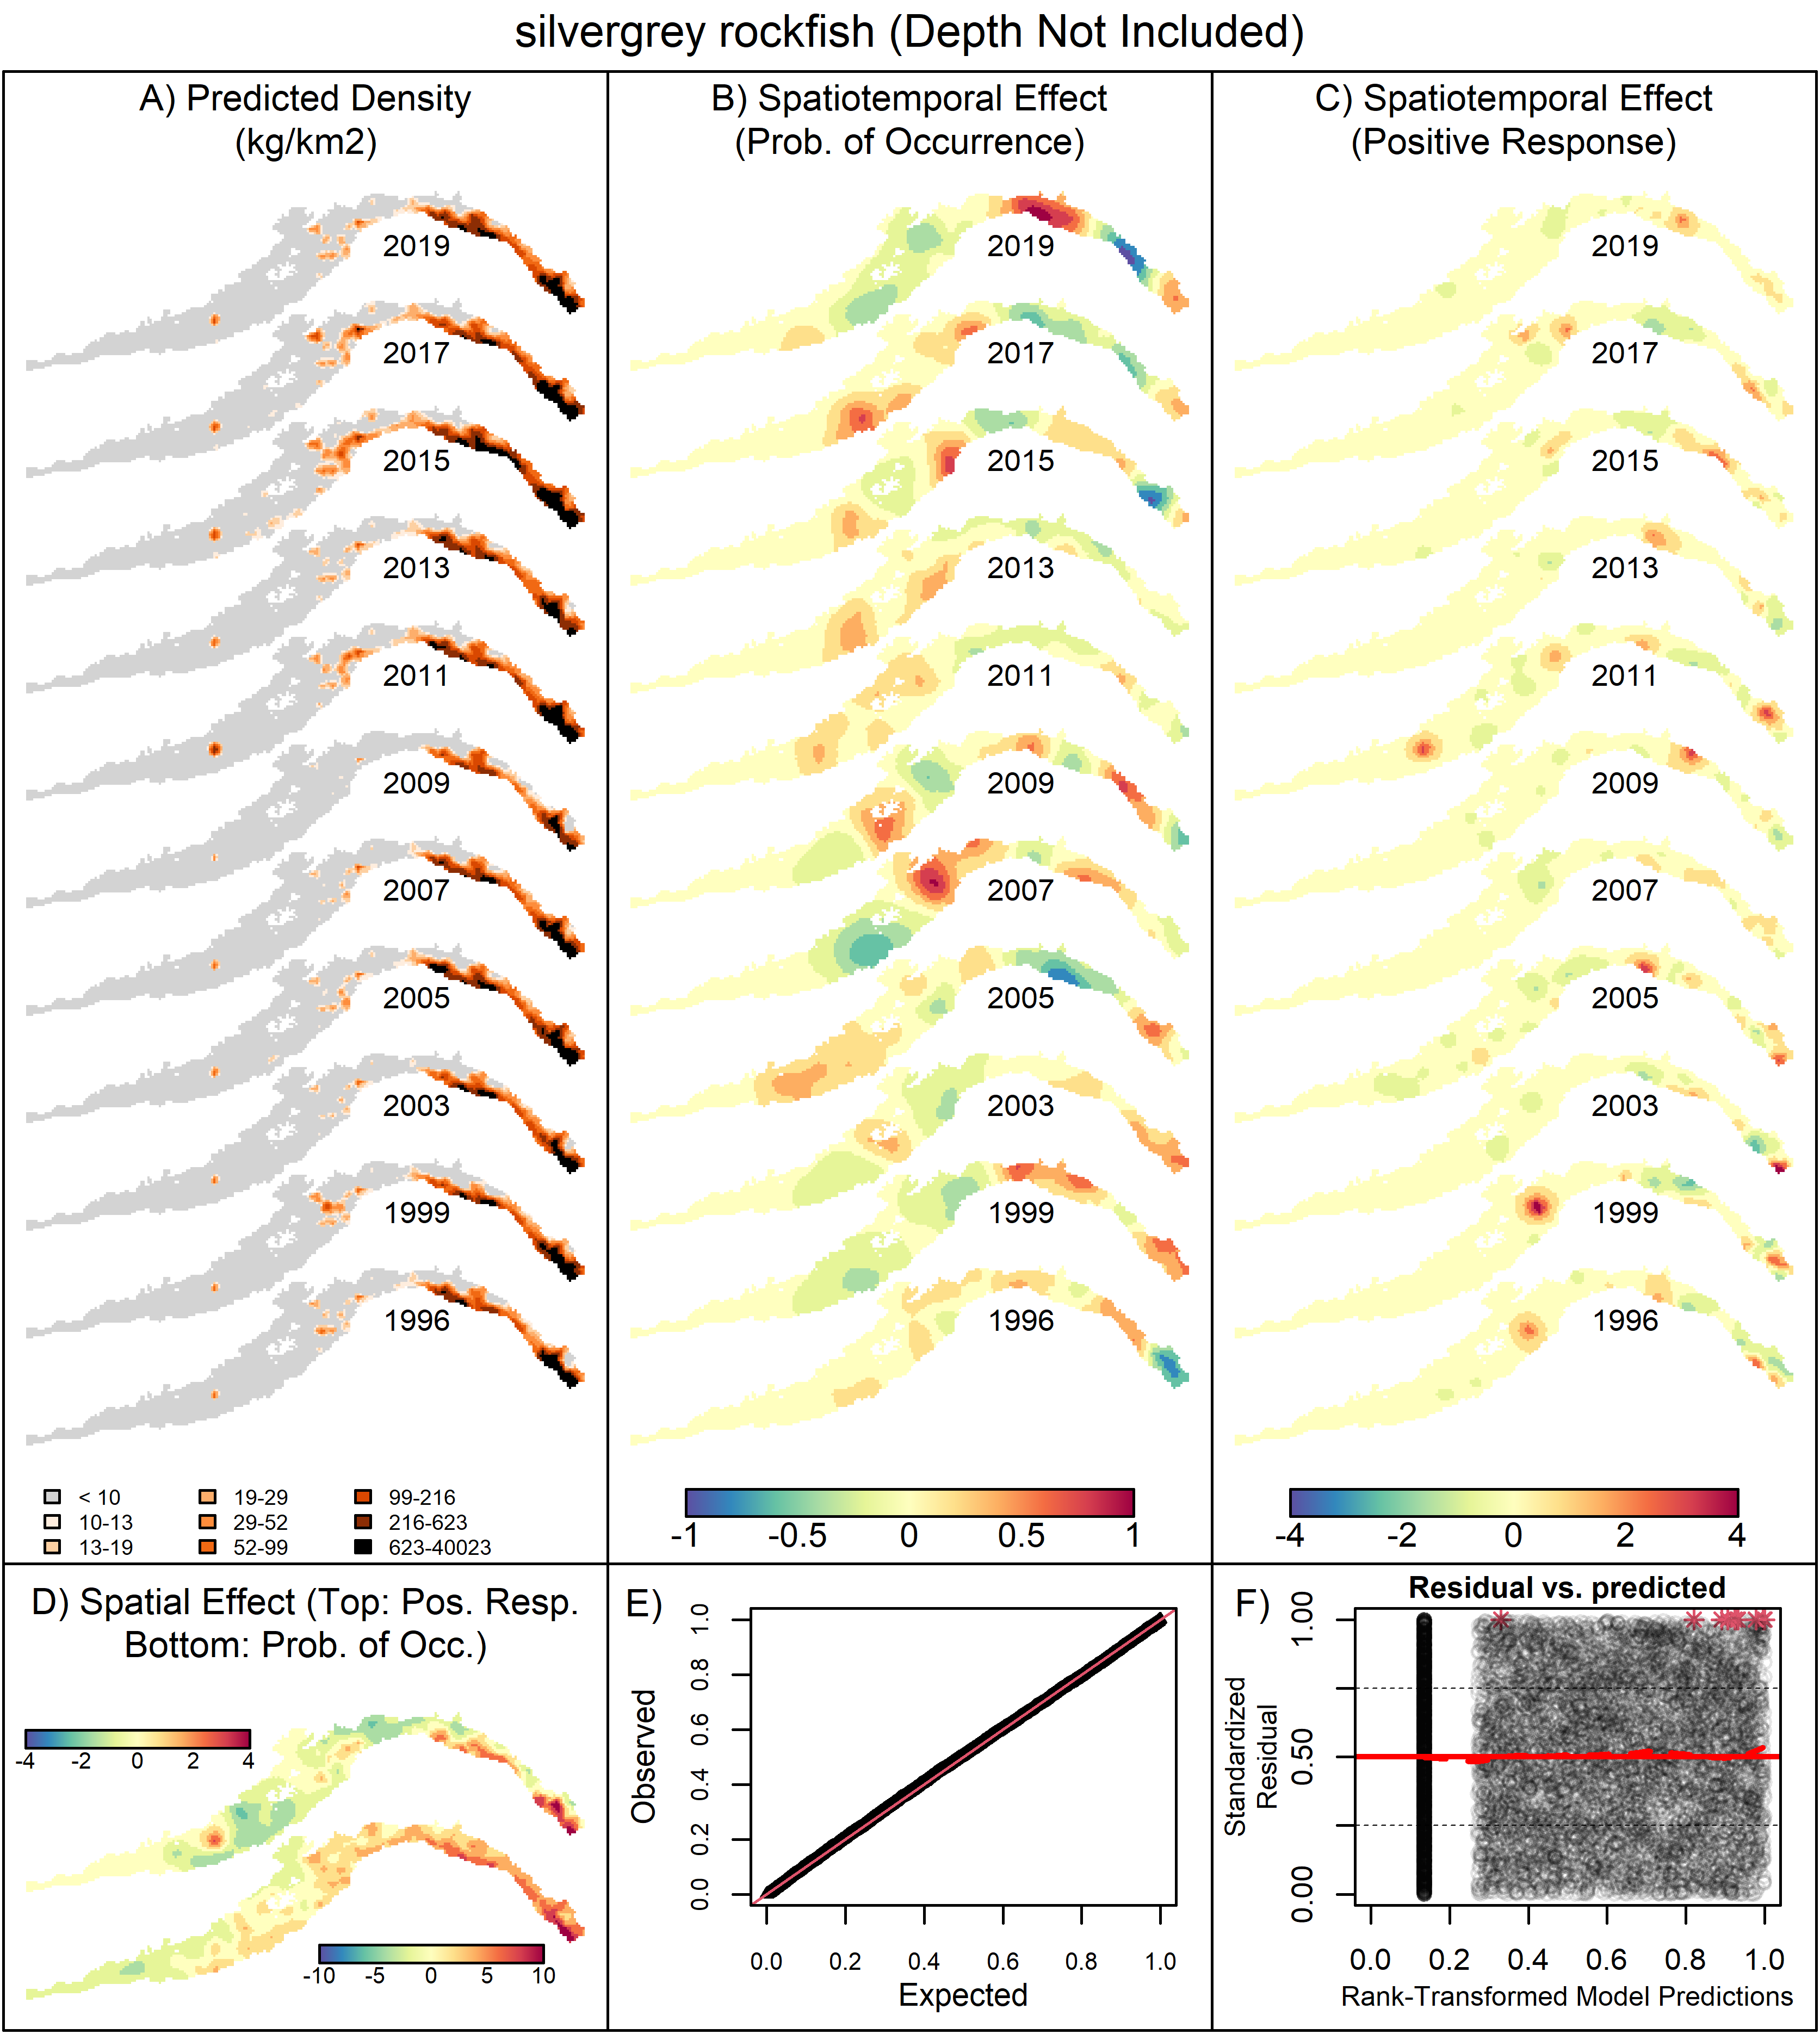 silvergrey rockfish (Depth Not Included)
A) Predicted Density
(kg/km2)
2019
2017
2015
2013
2011
2009
2007
2005
2003
1999
1996
< 10
10-13
13-19
19-29
29-52
52-99
99-216
216-623
623-40023
B) Spatiotemporal Effect
(Prob. of Occurrence)
2019
2017
2015
2013
2011
2009
2007
2005
2003
1999
1996
-1 -0.5 0 0.5 1
C) Spatiotemporal Effect
(Positive Response)
2019
2017
2015
2013
2011
2009
2007
2005
2003
1999
1996
-4 -2 0 2 4
D) Spatial Effect (Top: Pos. Resp.
Bottom: Prob. of Occ.)
-4 -2 0 2 4
-10 -5 0 5 10
E)
Observed
1.0
0.8
0.6
0.4
0.2
0.0
0.0 0.2 0.4 0.6 0.8 1.0
Expected
F)
Residual vs. predicted
Standardized
Residual
1.00
0.50
0.00
0.0 0.2 0.4 0.6 0.8 1.0
Rank-Transformed Model Predictions